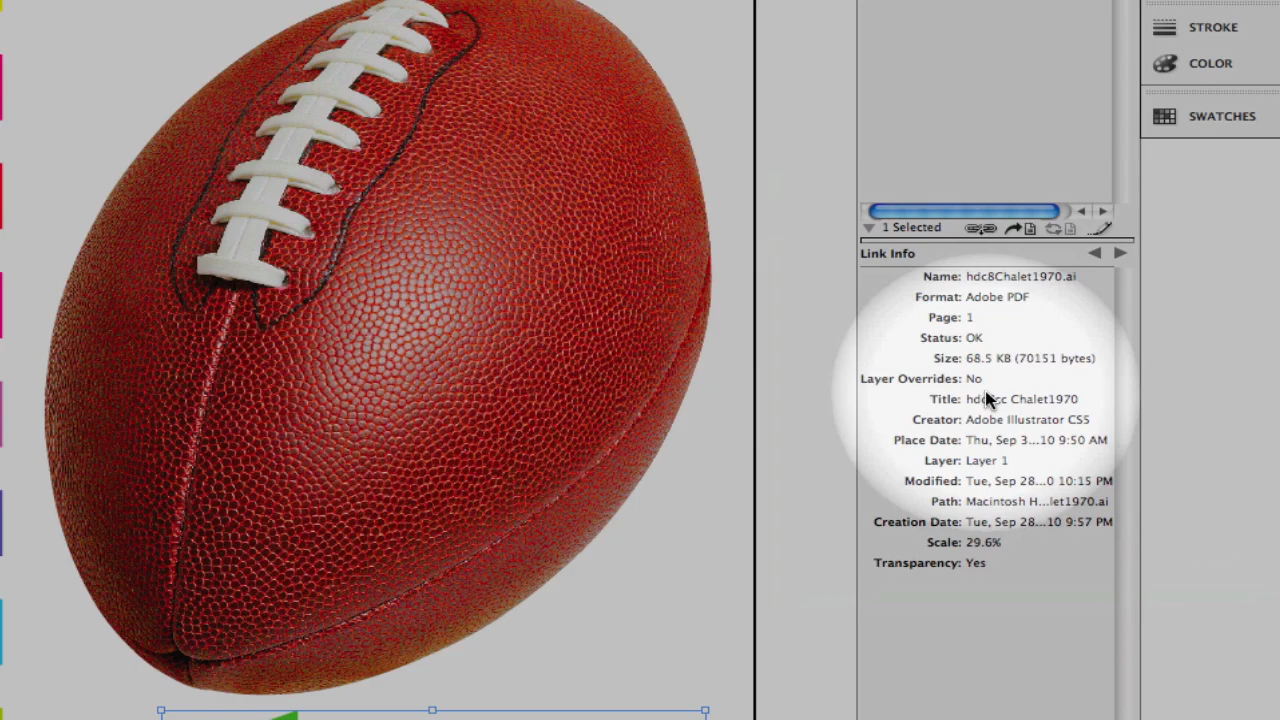 STROKE
COLOR
SWATCHES
1 Selected
Link Info
Name: hdc8Chalet1970.ai
Format: Adobe PDF
Page: 1
Status: OK
Size: 68.5 KB (70151 bytes)
Layer Overrides: No
Title: Chalet1970
Creator: Adobe Illustrator CS5
Place Date: Thu, Sep 3...10 9:50 AM
Layer: Layer 1
Modified: Tue, Sep 28...0 10:15 PM
Path: Macintosh H...let1970.ai
Creation Date: Tue, Sep 28...10 9:57 PM
Scale: 29.6%
Transparency: Yes